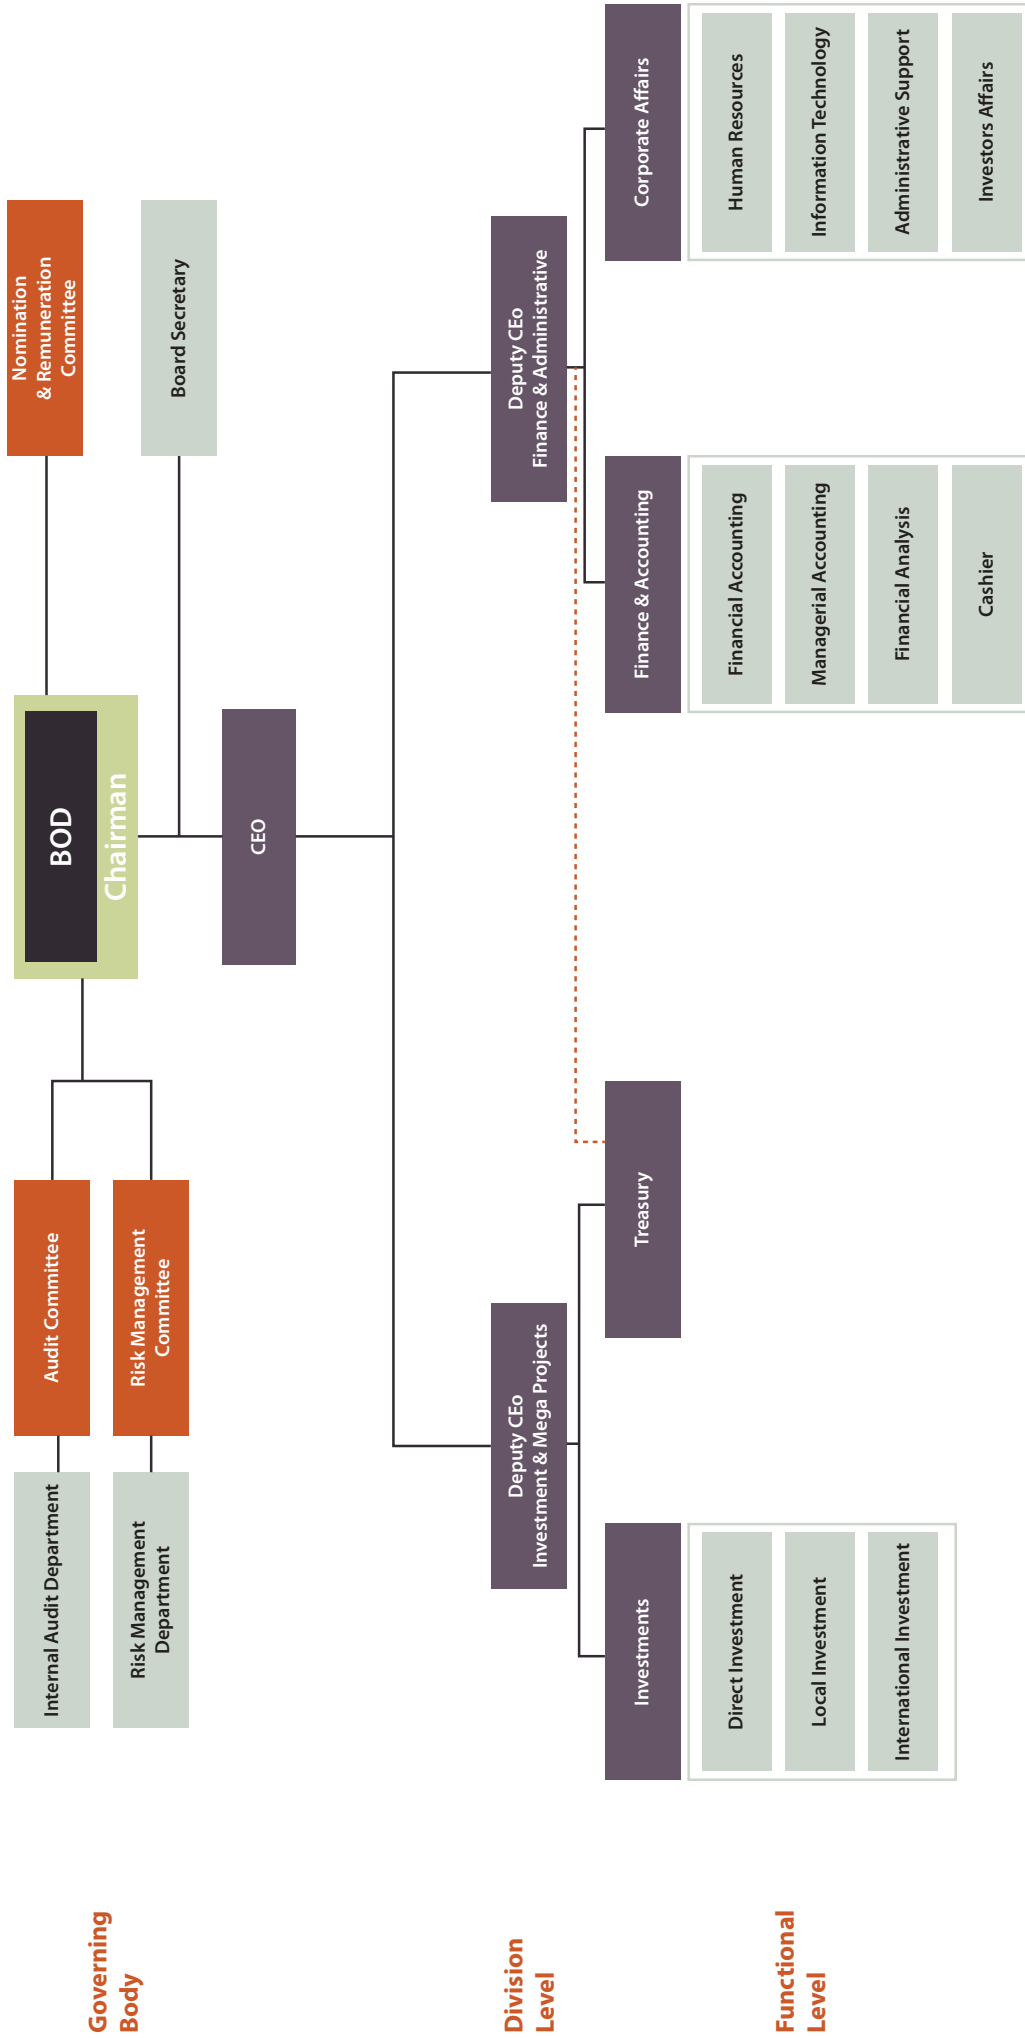 Governing
Body
Internal Audit Department
Audit Committee
Risk Management
Department
Risk Management
Committee
BOD
Chairman
Nomination
& Remuneration
Committee
Board Secretary
CEO
Division
Level
Deputy CEo
Investment & Mega Projects
Deputy CEo
Finance & Administrative
Investments
Treasury
Finance & Accounting
Corporate Affairs
Functional
Level
Direct Investment
Local Investment
International Investment
Financial Accounting
Managerial Accounting
Financial Analysis
Cashier
Human Resources
Information Technology
Administrative Support
Investors Affairs